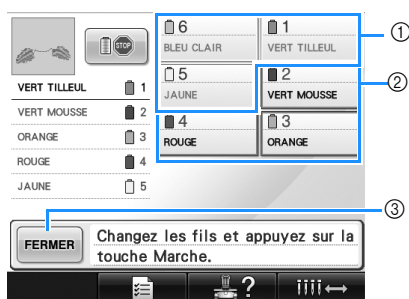 STOP
6
BLEU CLAIR
1
VERT TILLEUL
5
JAUNE
2
VERT MOUSSE
4
ROUGE
3
ORANGE
VERT TILLEUL 1
VERT MOUSSE 2
ORANGE 3
ROUGE 4
JAUNE 5
FERMER
Changez les fils et appuyez sur la
touche Marche.
?
①
②
③